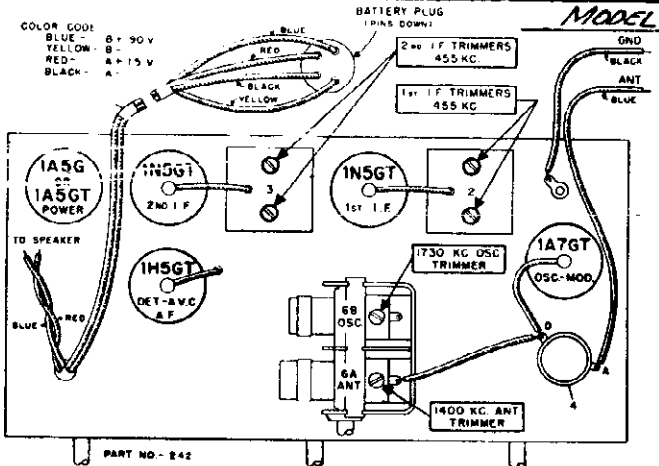 MODEL
COLOR CODE
BLUE - B+ 90 V
YELLOW - B-
RED - A+ 1.5 V
BLACK - A-
BATTERY PLUG
(PINS DOWN)
BLUE
RED
BLACK
YELLOW
2ND I.F. TRIMMERS
455 KC.
1ST I.F. TRIMMERS
455 KC.
GND
BLACK
ANT
BLUE
1A5G
OR
1A5GT
POWER
1N5GT
2ND I.F.
3
1N5GT
1ST I.F.
2
1A7GT
OSC.-MOD.
TO SPEAKER
BLUE
RED
1H5GT
DET-A.V.C
A.F.
1730 KC OSC
TRIMMER
6B
OSC.
6A
ANT
D
A
4
1400 KC. ANT
TRIMMER
PART NO.- 242